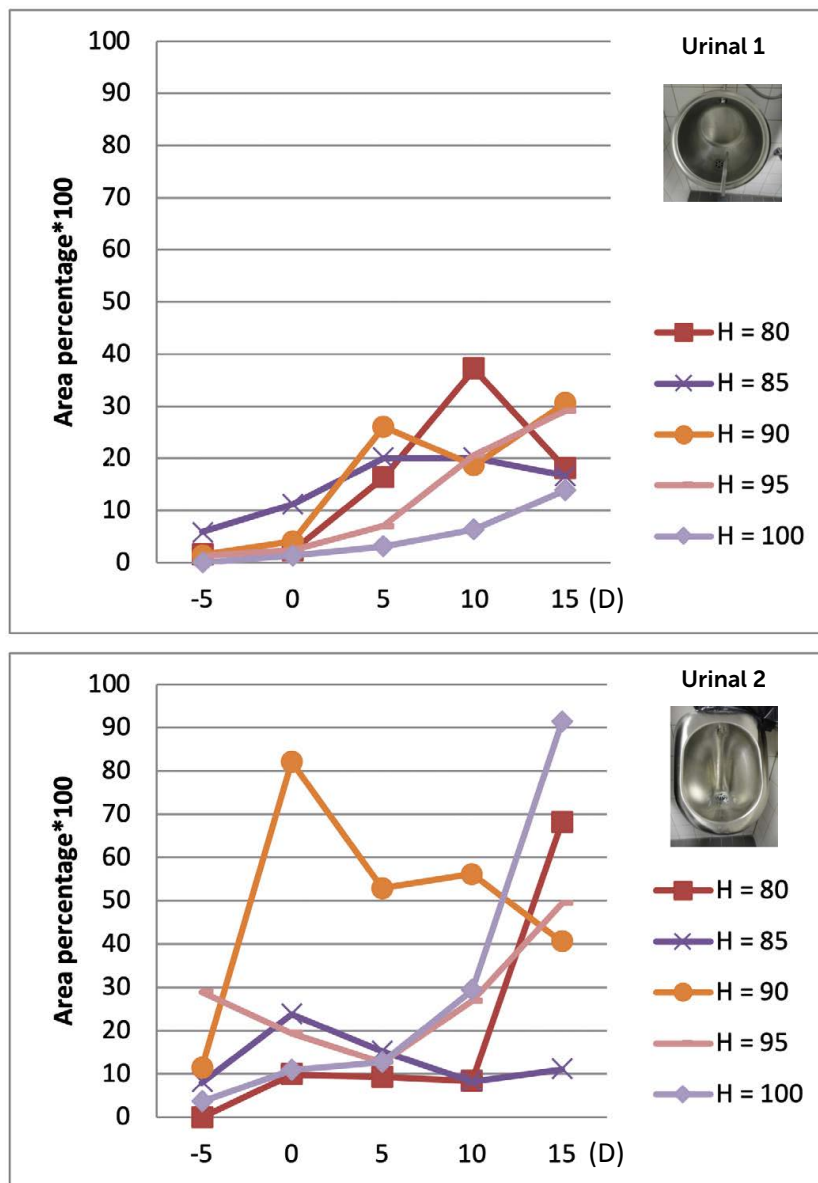 Urinal 1
Area percentage*100
100
90
80
70
60
50
40
30
20
10
0
-5 0 5 10 15 (D)
H = 80
H = 85
H = 90
H = 95
H = 100
Urinal 2
Area percentage*100
100
90
80
70
60
50
40
30
20
10
0
-5 0 5 10 15 (D)
H = 80
H = 85
H = 90
H = 95
H = 100